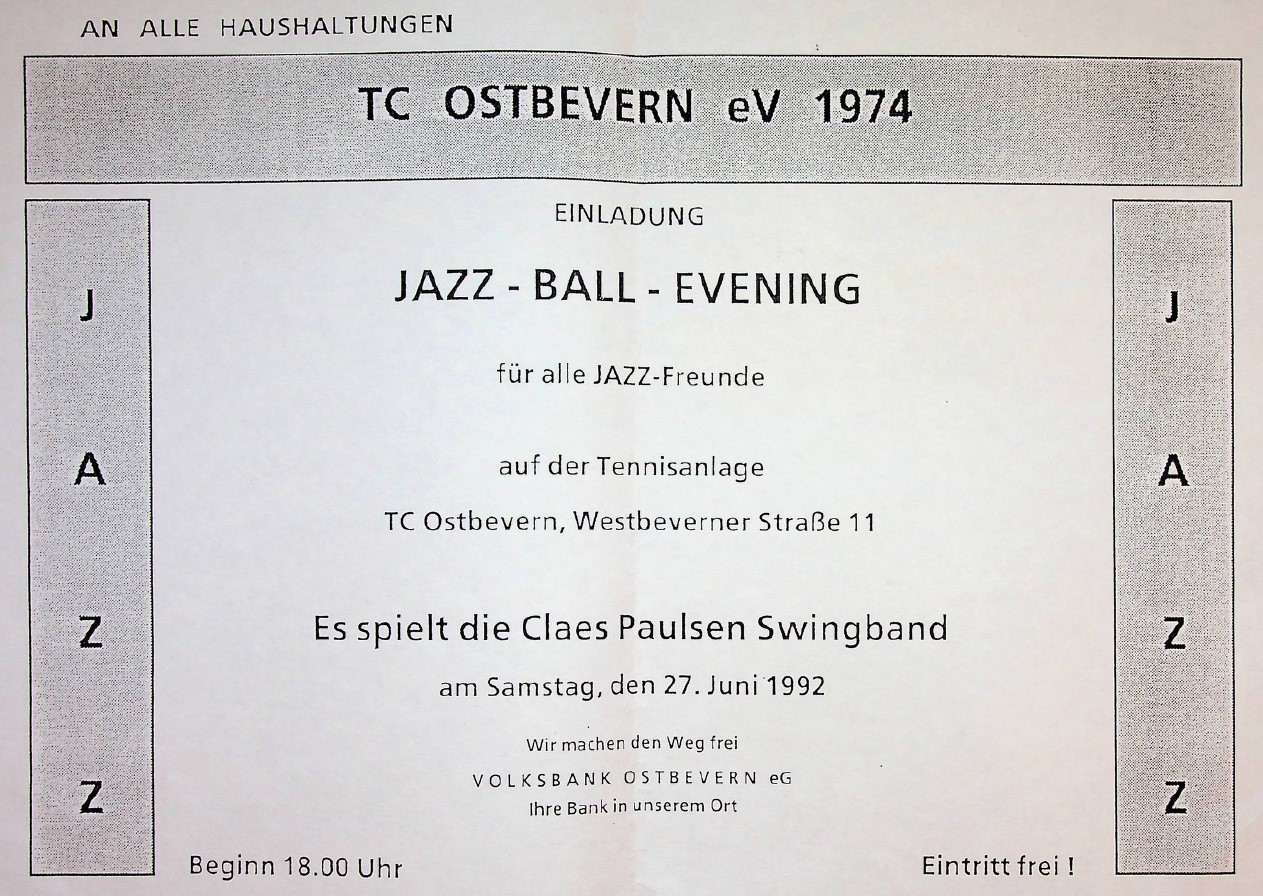 AN ALLE HAUSHALTUNGEN
TC OSTBEVERN eV 1974
EINLADUNG
JAZZ - BALL - EVENING
für alle JAZZ-Freunde
auf der Tennisanlage
TC Ostbevern, Westbeverner Straße 11
Es spielt die Claes Paulsen Swingband
am Samstag, den 27. Juni 1992
Wir machen den Weg frei
VOLKSBANK OSTBEVERN eG
Ihre Bank in unserem Ort
Beginn 18.00 Uhr
Eintritt frei !
J
A
Z
Z
J
A
Z
Z